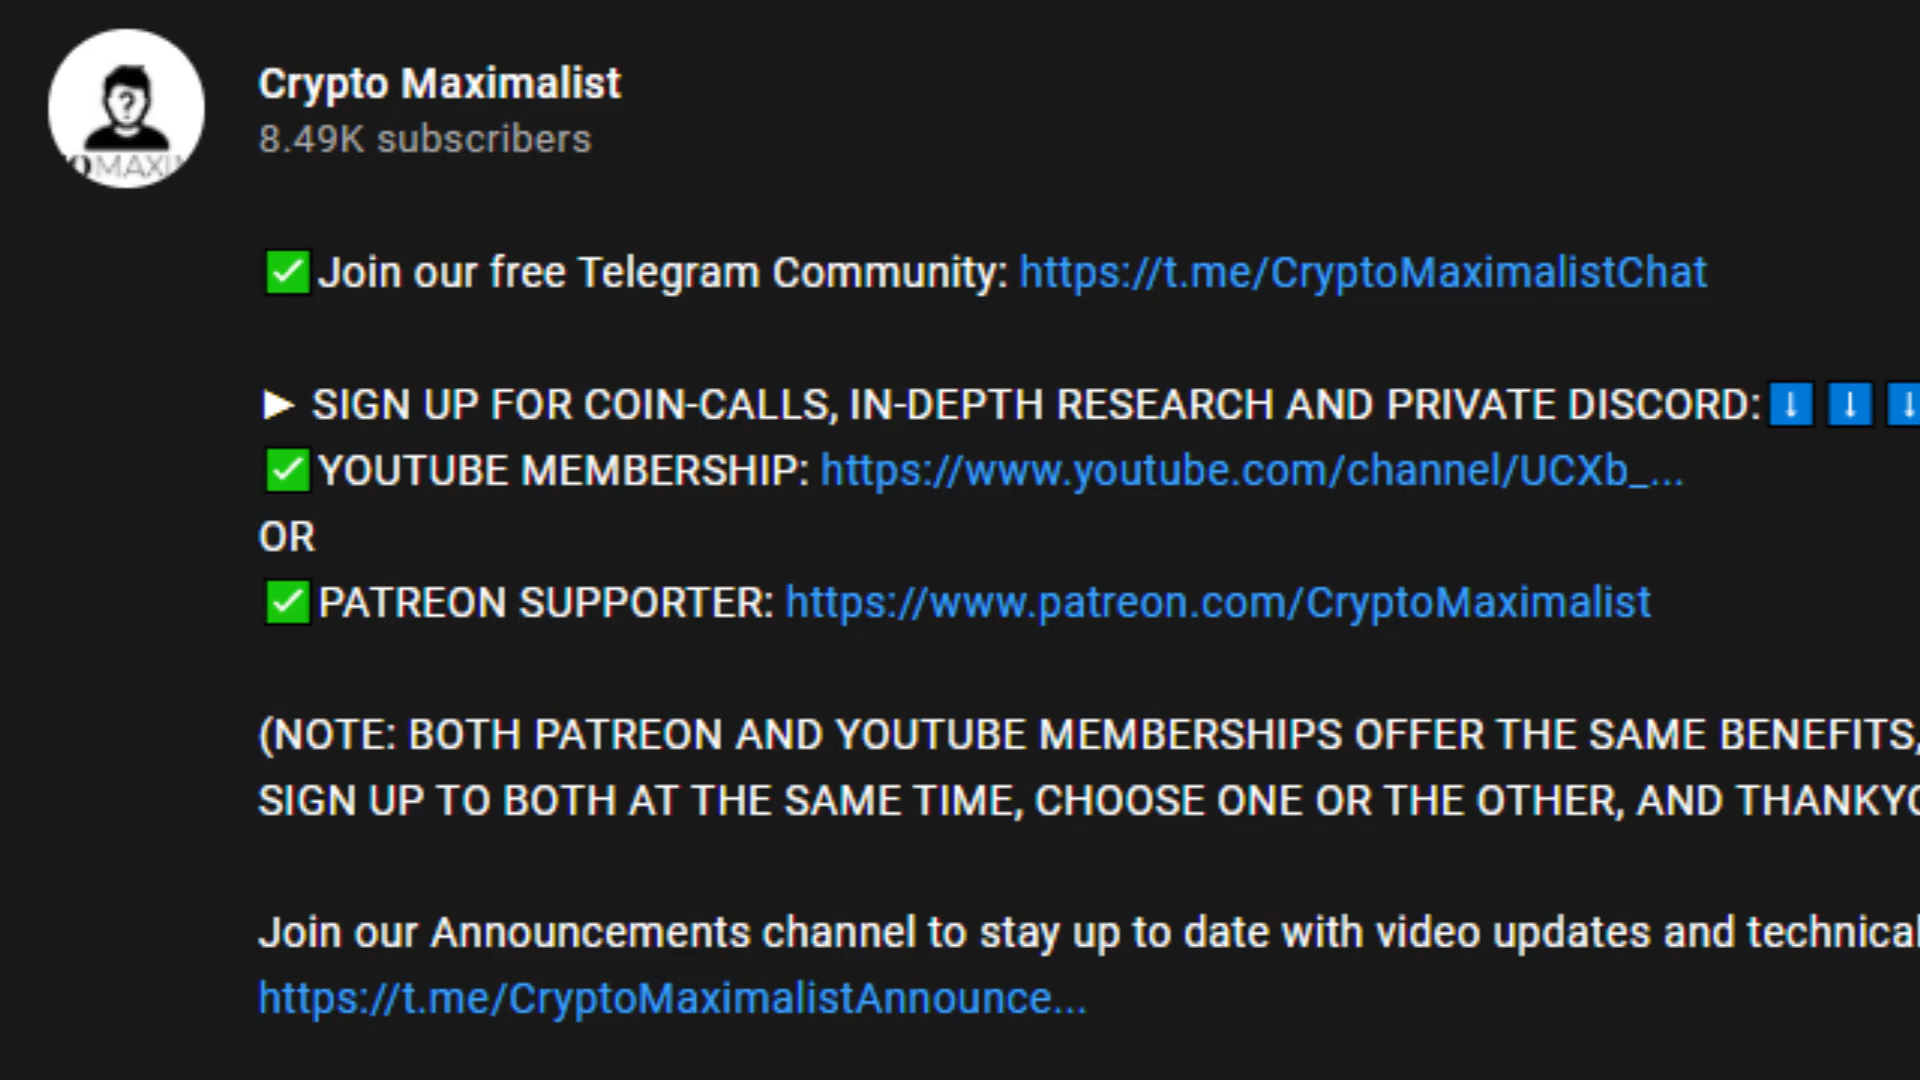 Crypto Maximalist
8.49K subscribers
OMAXI
✅Join our free Telegram Community: https://t.me/CryptoMaximalistChat
► SIGN UP FOR COIN-CALLS, IN-DEPTH RESEARCH AND PRIVATE DISCORD:⬇️⬇️⬇️
✅YOUTUBE MEMBERSHIP: https://www.youtube.com/channel/UCXb_...
OR
✅PATREON SUPPORTER: https://www.patreon.com/CryptoMaximalist
(NOTE: BOTH PATREON AND YOUTUBE MEMBERSHIPS OFFER THE SAME BENEFITS,
SIGN UP TO BOTH AT THE SAME TIME, CHOOSE ONE OR THE OTHER, AND THANKYO
Join our Announcements channel to stay up to date with video updates and technical
https://t.me/CryptoMaximalistAnnounce...